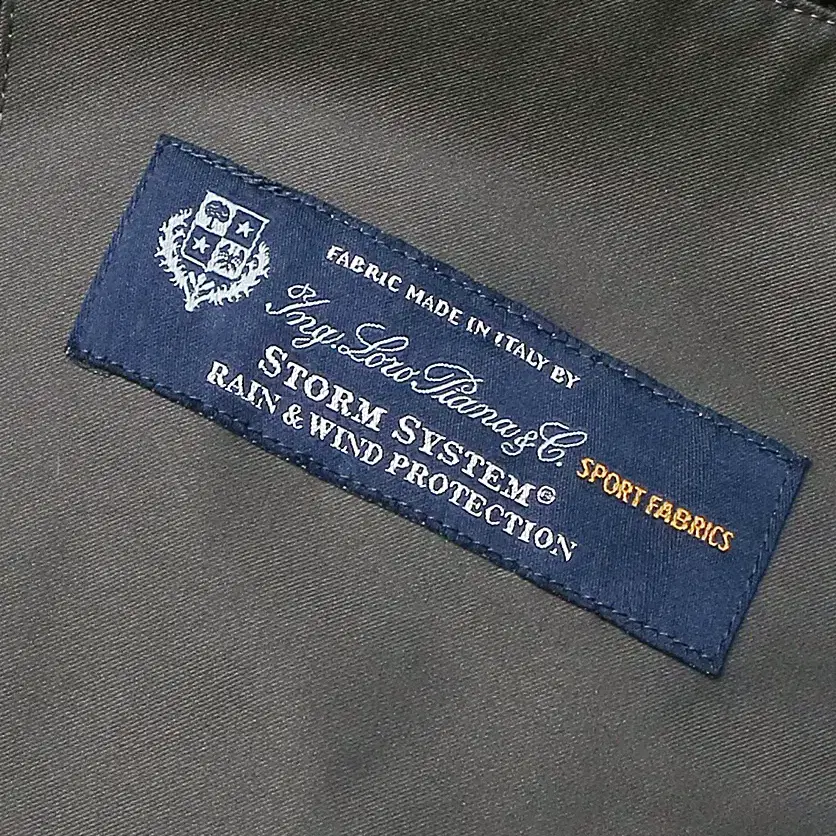 FABRIC MADE IN ITALY BY
Ing. Loro Piana & C. SPORT FABRICS
STORM SYSTEM®
RAIN & WIND PROTECTION